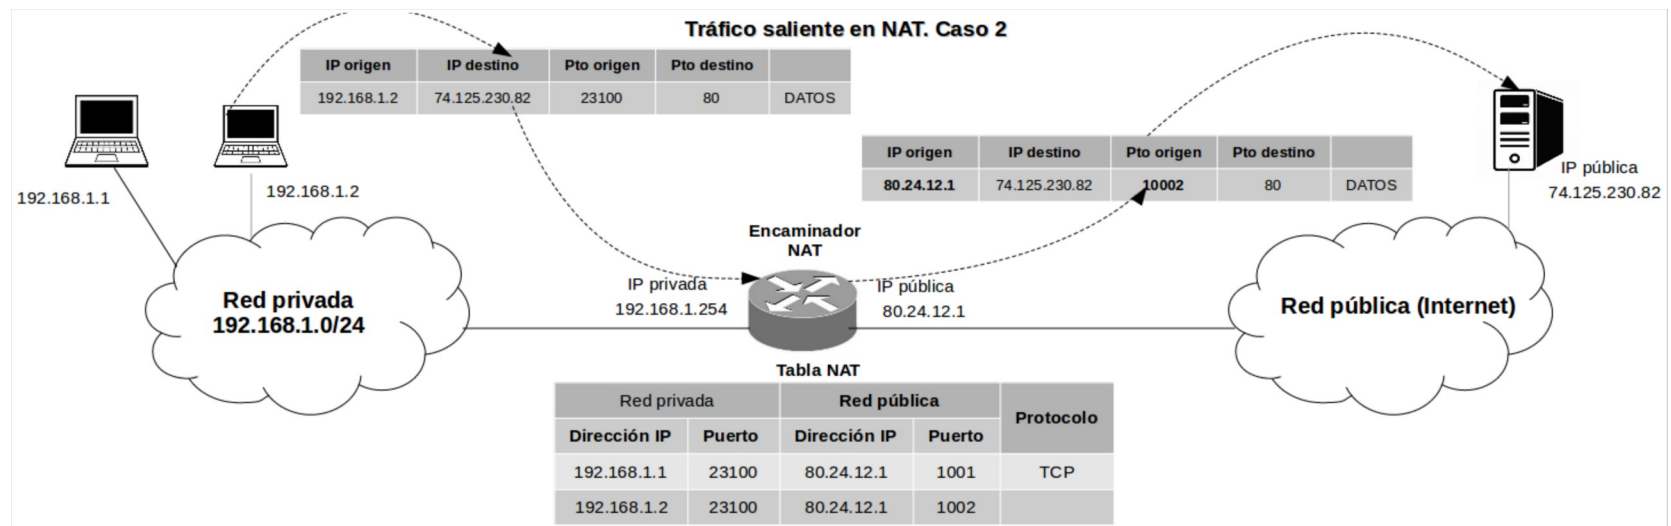 Tráfico saliente en NAT. Caso 2
IP origen IP destino Pto origen Pto destino
192.168.1.2 74.125.230.82 23100 80 DATOS
IP origen IP destino Pto origen Pto destino
80.24.12.1 74.125.230.82 10002 80 DATOS
192.168.1.1
192.168.1.2
IP pública
74.125.230.82
Encaminador
NAT
IP privada
192.168.1.254
IP pública
80.24.12.1
Red privada
192.168.1.0/24
Red pública (Internet)
Tabla NAT
Red privada Red pública Protocolo
Dirección IP Puerto Dirección IP Puerto
192.168.1.1 23100 80.24.12.1 1001 TCP
192.168.1.2 23100 80.24.12.1 1002